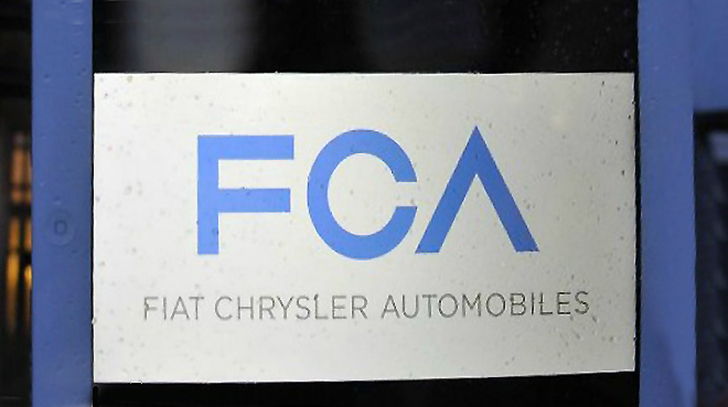 FCA
FIAT CHRYSLER AUTOMOBILES